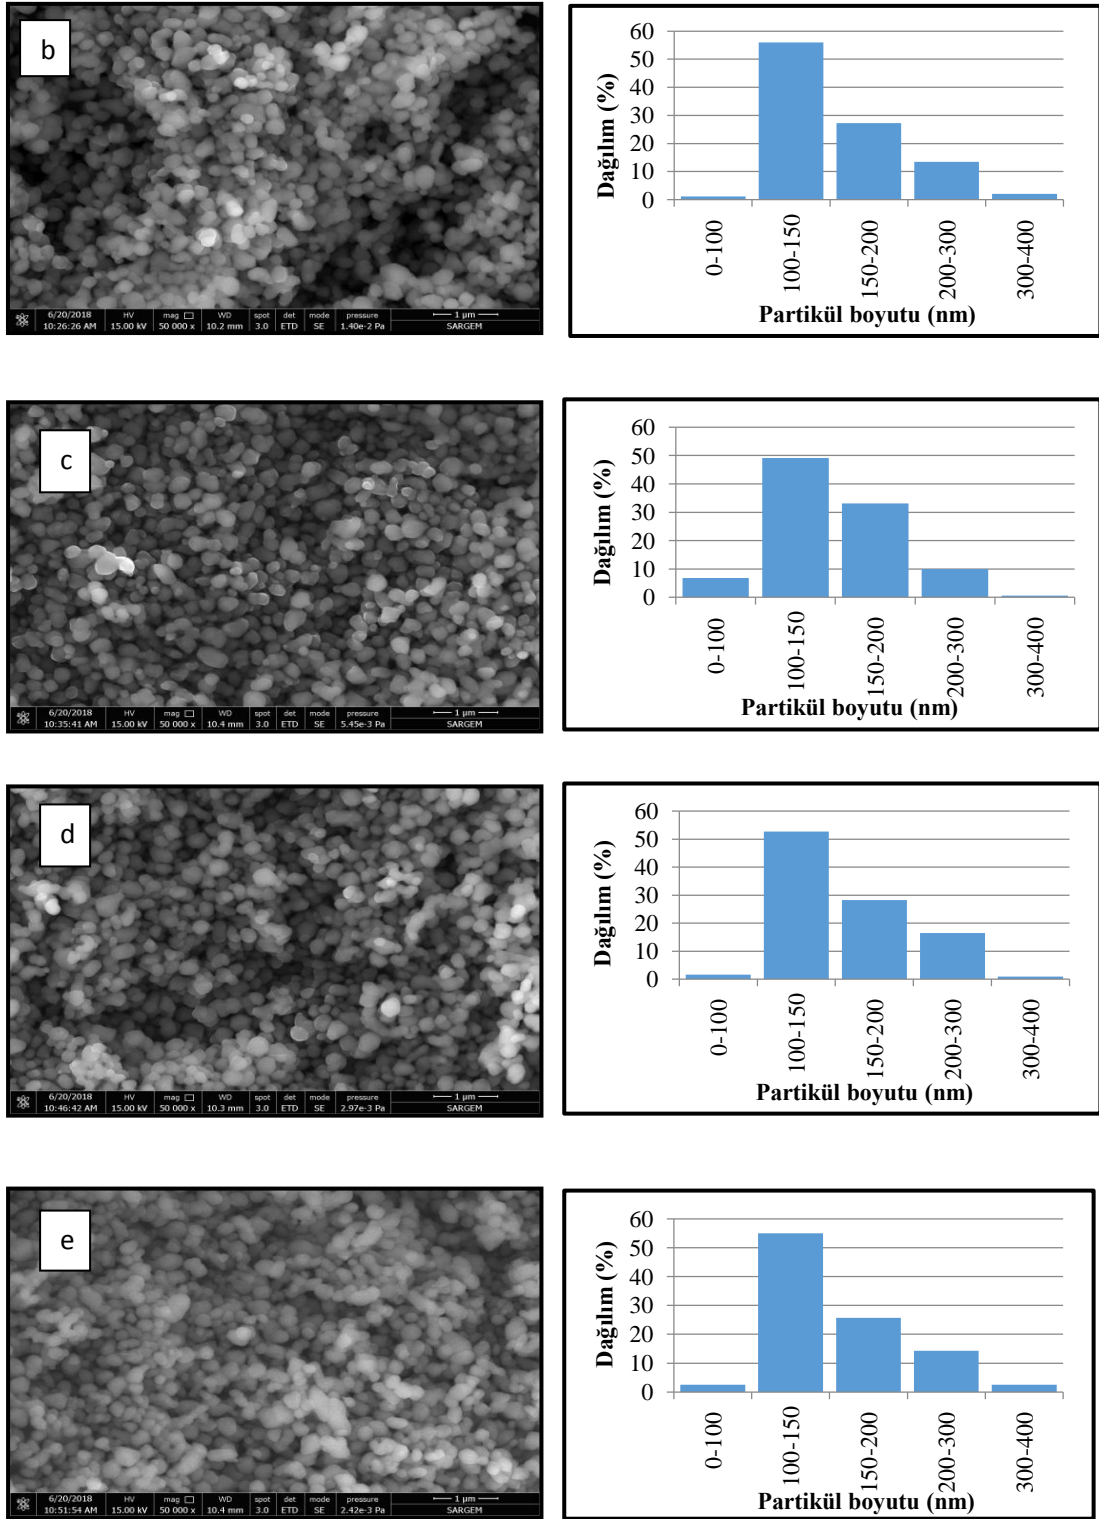 b
6/20/2018 HV mag WD spot det mode pressure 1 µm
10:26:26 AM 15.00 kV 50 000 x 10.2 mm 3.0 ETD SE 1.40e-2 Pa SARGEM
60
50
40
30
20
10
0
Dağılım (%)
0-100
100-150
150-200
200-300
300-400
Partikül boyutu (nm)
c
6/20/2018 HV mag WD spot det mode pressure 1 µm
10:35:41 AM 15.00 kV 50 000 x 10.4 mm 3.0 ETD SE 5.45e-3 Pa SARGEM
60
50
40
30
20
10
0
Dağılım (%)
0-100
100-150
150-200
200-300
300-400
Partikül boyutu (nm)
d
6/20/2018 HV mag WD spot det mode pressure 1 µm
10:46:42 AM 15.00 kV 50 000 x 10.3 mm 3.0 ETD SE 2.97e-3 Pa SARGEM
60
50
40
30
20
10
0
Dağılım (%)
0-100
100-150
150-200
200-300
300-400
Partikül boyutu (nm)
e
6/20/2018 HV mag WD spot det mode pressure 1 µm
10:51:54 AM 15.00 kV 50 000 x 10.4 mm 3.0 ETD SE 2.42e-3 Pa SARGEM
60
50
40
30
20
10
0
Dağılım (%)
0-100
100-150
150-200
200-300
300-400
Partikül boyutu (nm)